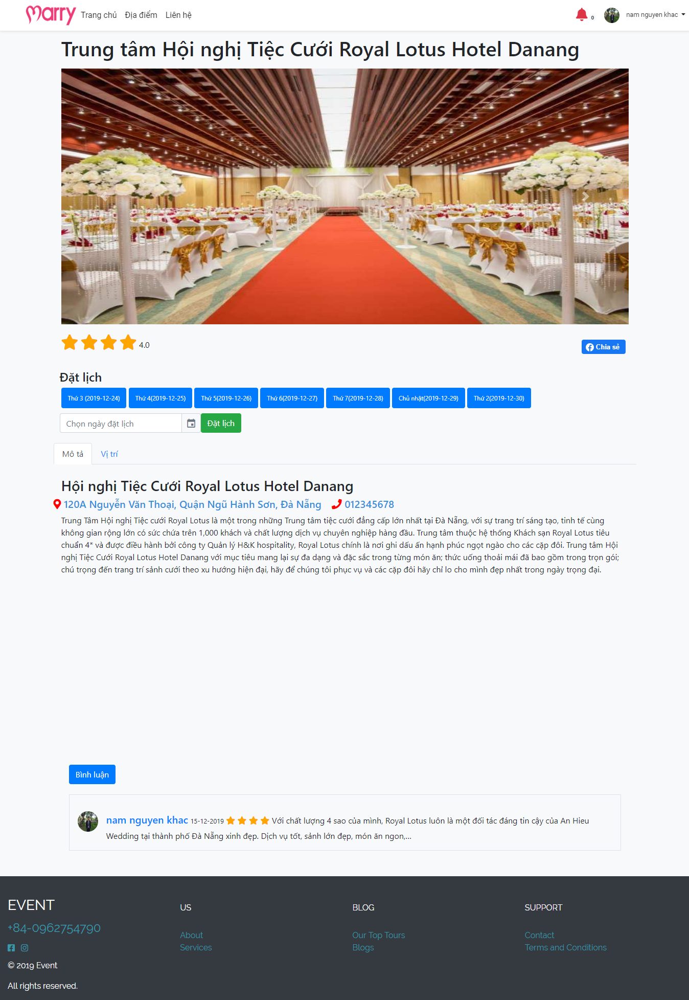 marry Trang chủ Địa điểm Liên hệ 0 nam nguyen khac
Trung tâm Hội nghị Tiệc Cưới Royal Lotus Hotel Danang
4.0
Chia sẻ
Đặt lịch
Thứ 3 (2019-12-24) Thứ 4(2019-12-25) Thứ 5(2019-12-26) Thứ 6(2019-12-27) Thứ 7(2019-12-28) Chủ nhật(2019-12-29) Thứ 2(2019-12-30)
Chọn ngày đặt lịch Đặt lịch
Mô tả Vị trí
Hội nghị Tiệc Cưới Royal Lotus Hotel Danang
120A Nguyễn Văn Thoại, Quận Ngũ Hành Sơn, Đà Nẵng 012345678
Trung Tâm Hội nghị Tiệc cưới Royal Lotus là một trong những Trung tâm tiệc cưới đẳng cấp lớn nhất tại Đà Nẵng, với sự trang trí sáng tạo, tinh tế cùng
không gian rộng lớn có sức chứa trên 1,000 khách và chất lượng dịch vụ chuyên nghiệp hàng đầu. Trung tâm thuộc hệ thống Khách sạn Royal Lotus tiêu
chuẩn 4* và được điều hành bởi công ty Quản lý H&K hospitality, Royal Lotus chính là nơi ghi dấu ấn hạnh phúc ngọt ngào cho các cặp đôi. Trung tâm Hội
nghị Tiệc Cưới Royal Lotus Hotel Danang với mục tiêu mang lại sự đa dạng và đặc sắc trong từng món ăn; thức uống thoải mái đã bao gồm trong trọn gói;
chú trọng đến trang trí sảnh cưới theo xu hướng hiện đại, hãy để chúng tôi phục vụ và các cặp đôi hãy chỉ lo cho mình đẹp nhất trong ngày trọng đại.
Bình luận
nam nguyen khac 15-12-2019 Với chất lượng 4 sao của mình, Royal Lotus luôn là một đối tác đáng tin cậy của An Hieu
Wedding tại thành phố Đà Nẵng xinh đẹp. Dịch vụ tốt, sảnh lớn đẹp, món ăn ngon,...
EVENT
+84-0962754790
© 2019 Event
All rights reserved.
US
About
Services
BLOG
Our Top Tours
Blogs
SUPPORT
Contact
Terms and Conditions